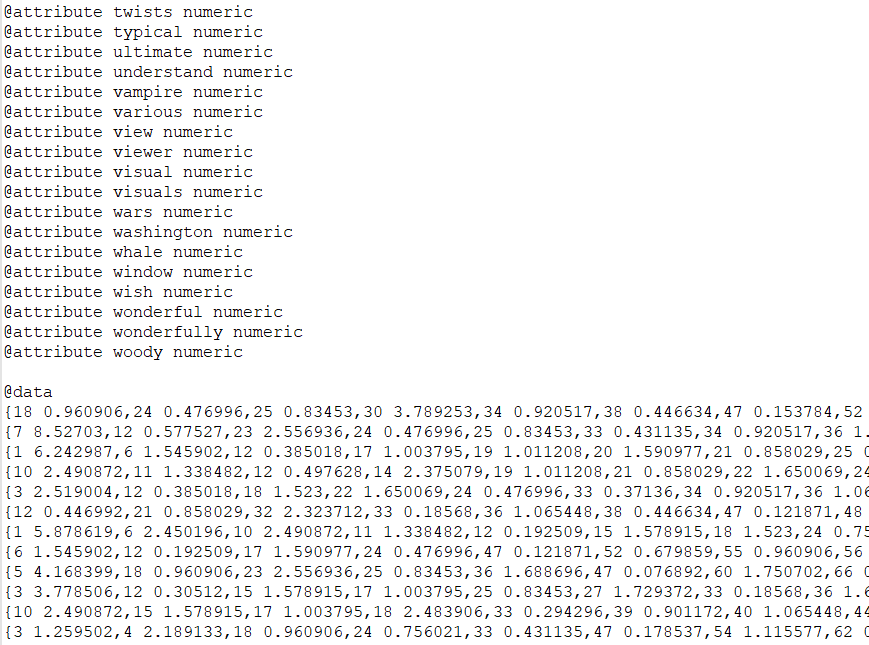 @attribute twists numeric
@attribute typical numeric
@attribute ultimate numeric
@attribute understand numeric
@attribute vampire numeric
@attribute various numeric
@attribute view numeric
@attribute viewer numeric
@attribute visual numeric
@attribute visuals numeric
@attribute wars numeric
@attribute washington numeric
@attribute whale numeric
@attribute window numeric
@attribute wish numeric
@attribute wonderful numeric
@attribute wonderfully numeric
@attribute woody numeric
@data
{18 0.960906,24 0.476996,25 0.83453,30 3.789253,34 0.920517,38 0.446634,47 0.153784,52
{7 8.52703,12 0.577527,23 2.556936,24 0.476996,25 0.83453,33 0.431135,34 0.920517,36 1.
{1 6.242987,6 1.545902,12 0.385018,17 1.003795,19 1.011208,20 1.590977,21 0.858029,25 0
{10 2.490872,11 1.338482,12 0.497628,14 2.375079,19 1.011208,21 0.858029,22 1.650069,24
{3 2.519004,12 0.385018,18 1.523,22 1.650069,24 0.476996,33 0.37136,34 0.920517,36 1.06
{12 0.446992,21 0.858029,32 2.323712,33 0.18568,36 1.065448,38 0.446634,47 0.121871,48
{1 5.878619,6 2.450196,10 2.490872,11 1.338482,12 0.192509,15 1.578915,18 1.523,24 0.75
{6 1.545902,12 0.192509,17 1.590977,24 0.476996,47 0.121871,52 0.679859,55 0.960906,56
{5 4.168399,18 0.960906,23 2.556936,25 0.83453,36 1.688696,47 0.076892,60 1.750702,66 0
{3 3.778506,12 0.30512,15 1.578915,17 1.003795,25 0.83453,27 1.729372,33 0.18568,36 1.6
{10 2.490872,15 1.578915,17 1.003795,18 2.483906,33 0.294296,39 0.901172,40 1.065448,44
{3 1.259502,4 2.189133,18 0.960906,24 0.756021,33 0.431135,47 0.178537,54 1.115577,62 0